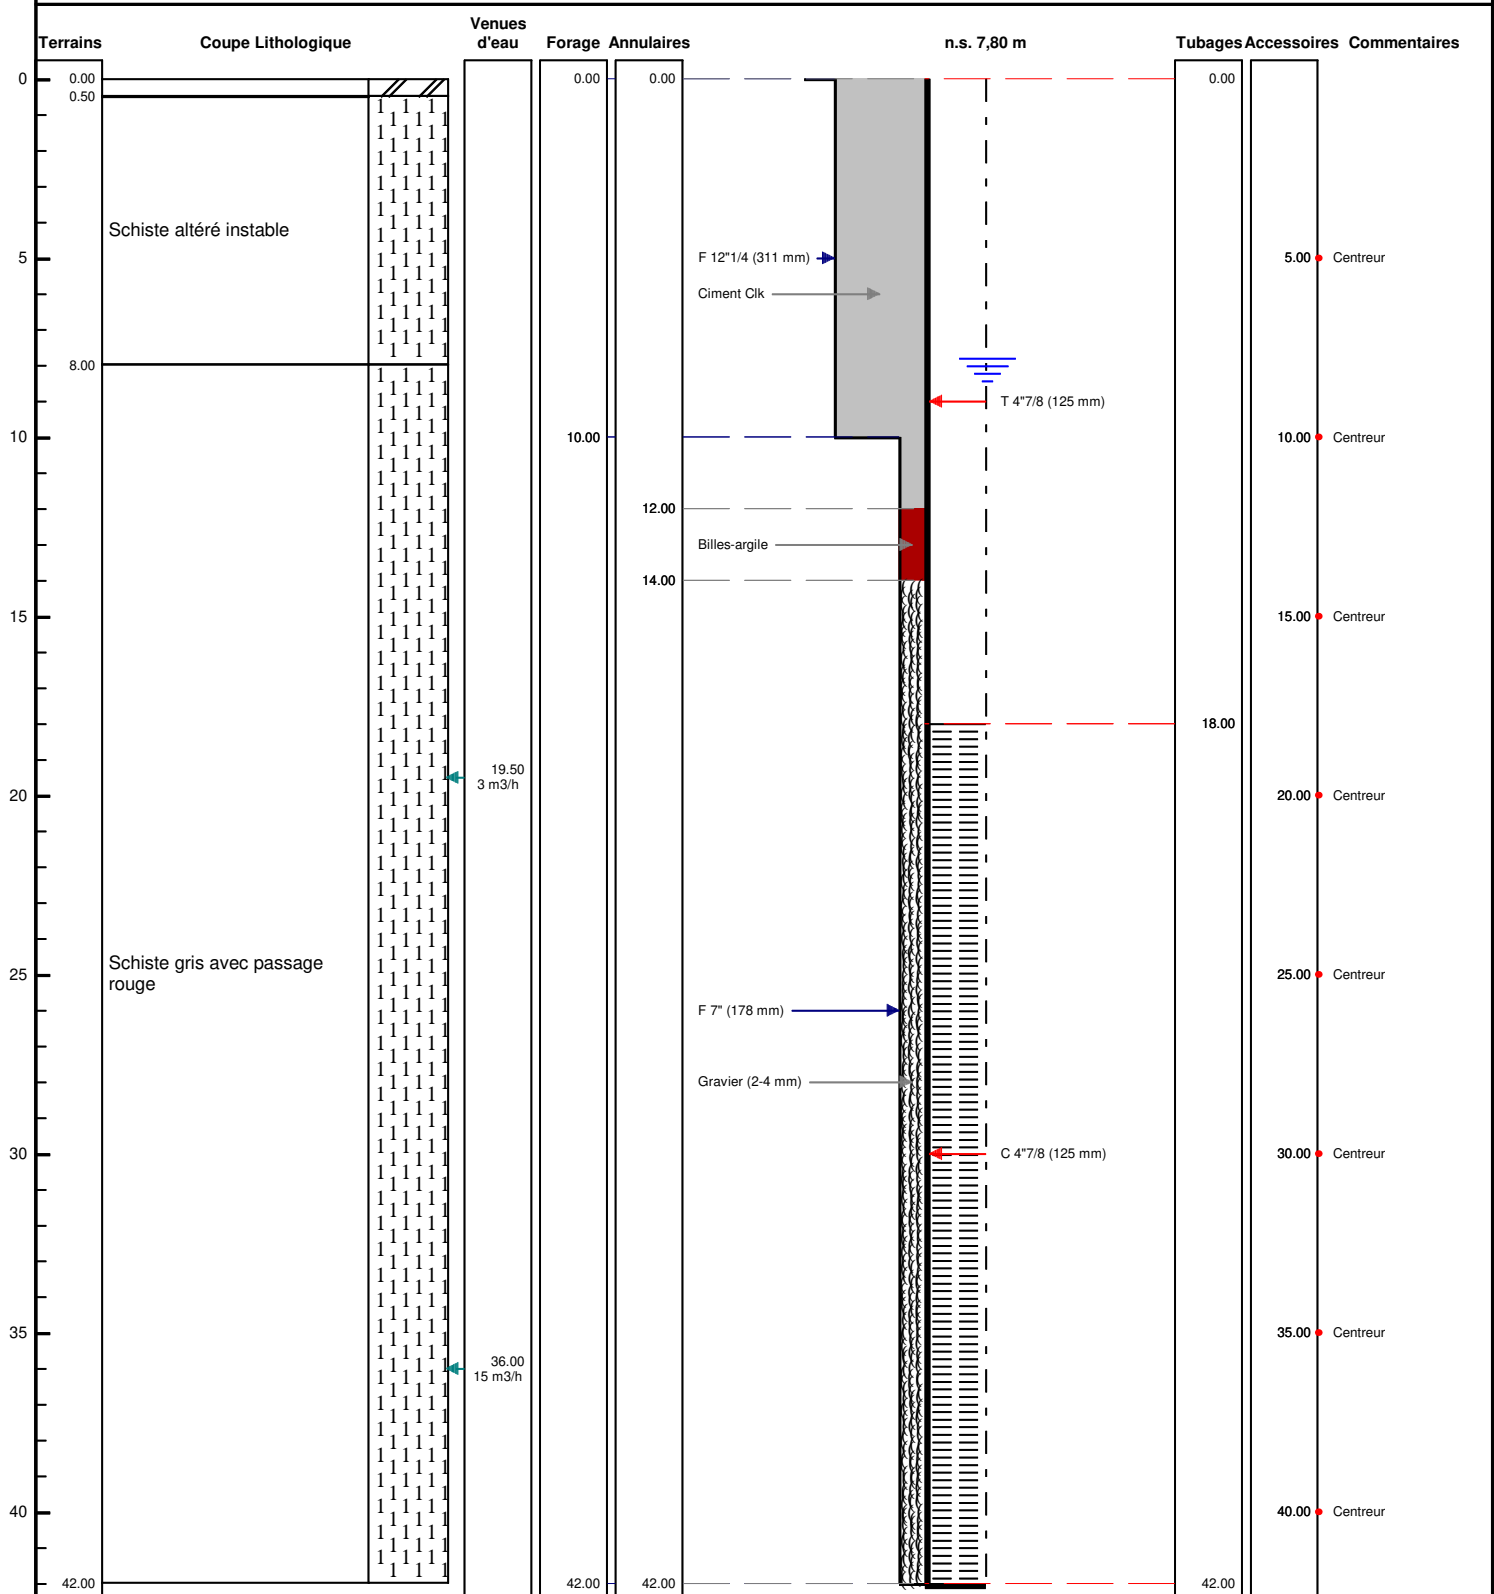 Terrains
Coupe Lithologique
Venues
d'eau
Forage
Annulaires
n.s. 7,80 m
Tubages
Accessoires
Commentaires
0
0.00
0.00
0.00
0.00
0.50
Schiste altéré instable
5
F 12"1/4 (311 mm)
5.00
Centreur
Ciment Clk
8.00
T 4"7/8 (125 mm)
10
10.00
10.00
Centreur
12.00
Billes-argile
14.00
15
15.00
Centreur
18.00
19.50
3 m3/h
20
20.00
Centreur
Schiste gris avec passage
rouge
25
25.00
Centreur
F 7" (178 mm)
Gravier (2-4 mm)
30
C 4"7/8 (125 mm)
30.00
Centreur
35
35.00
Centreur
36.00
15 m3/h
40
40.00
Centreur
42.00
42.00
42.00
42.00